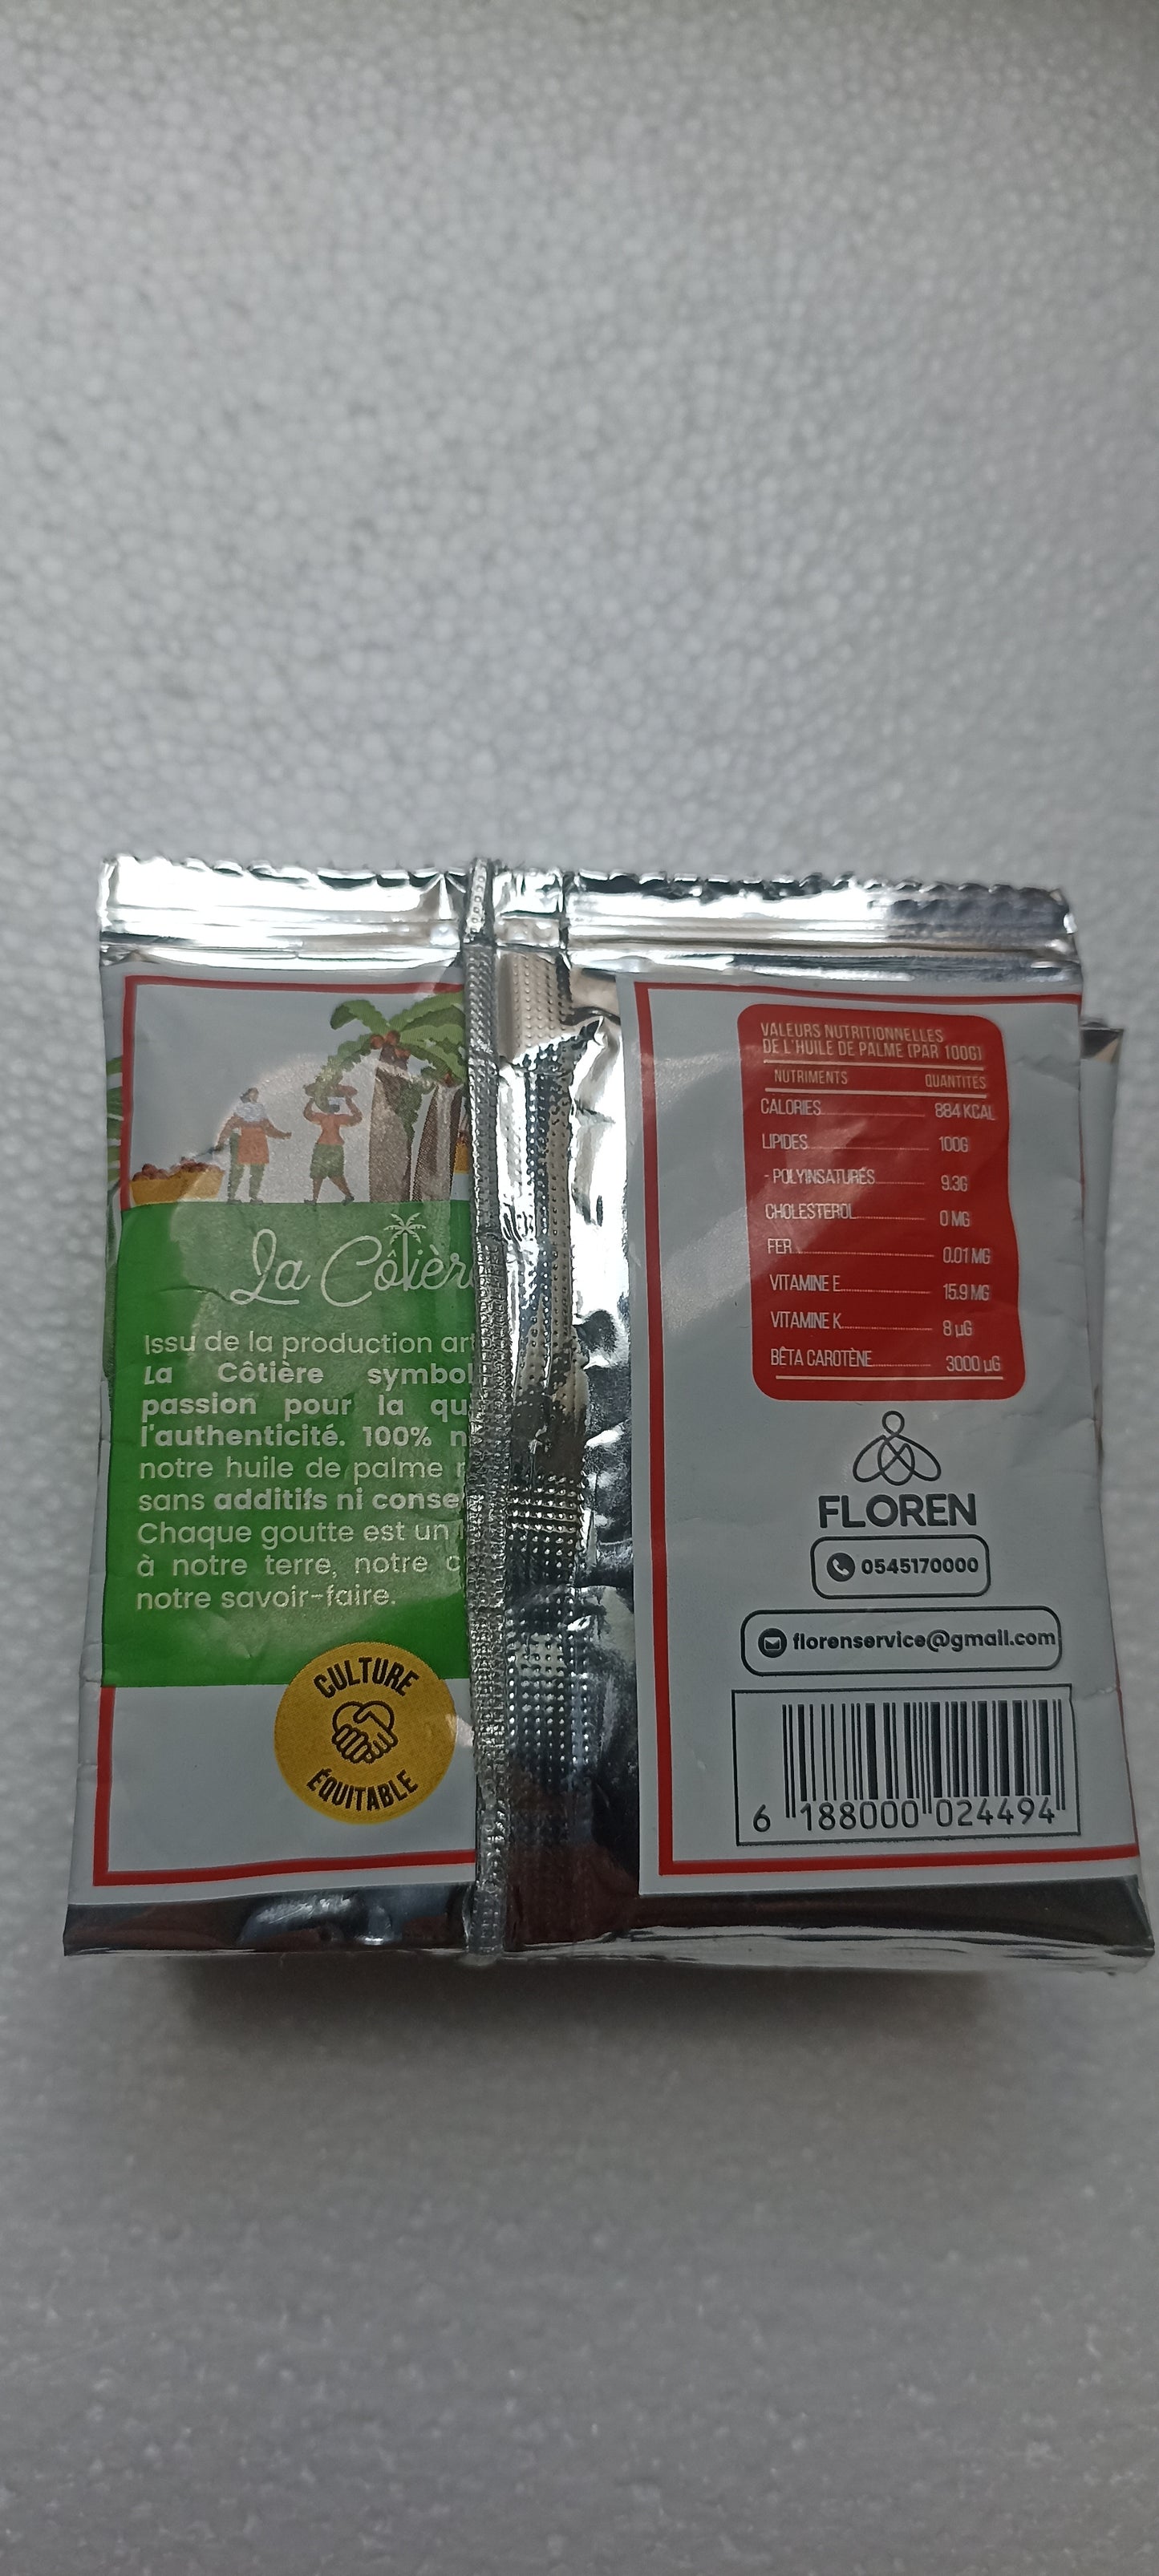 La Côtièr
Issu de la production art
La Côtière symbol
passion pour la qu
l'authenticité. 100% n
notre huile de palme
sans additifs ni conse
Chaque goutte est un
à notre terre, notre c
notre savoir-faire.
CULTURE
ÉQUITABLE
VALEURS NUTRITIONNELLES
DE L'HUILE DE PALME (PAR 100G)
NUTRIMENTS QUANTITÉS
CALORIES 884 KCAL
LIPIDES 100G
- POLYINSATURÉS 9.3G
CHOLESTEROL 0 MG
FER 0.01 MG
VITAMINE E 15.9 MG
VITAMINE K 8 µG
BÊTA CAROTÈNE 3000 µG
FLOREN
0545170000
florenservice@gmail.com
6 188000 024494